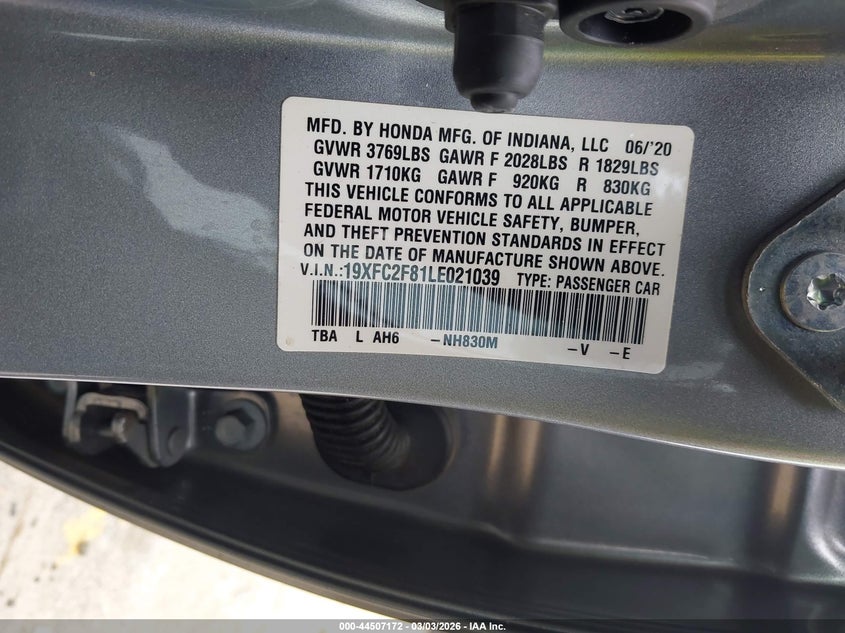 MFD. BY HONDA MFG. OF INDIANA, LLC 06/'20
GVWR 3769LBS GAWR F 2028LBS R 1829LBS
GVWR 1710KG GAWR F 920KG R 830KG
THIS VEHICLE CONFORMS TO ALL APPLICABLE
FEDERAL MOTOR VEHICLE SAFETY, BUMPER,
AND THEFT PREVENTION STANDARDS IN EFFECT
ON THE DATE OF MANUFACTURE SHOWN ABOVE.
V.I.N.:19XFC2F81LE021039 TYPE: PASSENGER CAR
TBA L AH6 -NH830M -V -E
000-44507172 — 03/03/2026 — IAA Inc.